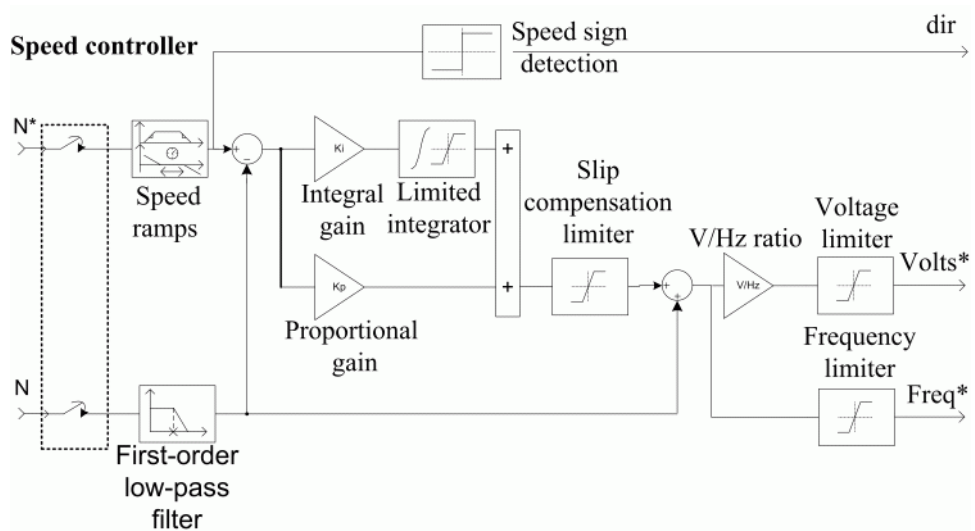 Speed controller
Speed sign
detection
dir
N*
Speed
ramps
+
−
Ki
Integral
gain
Limited
integrator
+
Kp
Proportional
gain
+
Slip
compensation
limiter
+
+
V/Hz ratio
V/Hz
Voltage
limiter
Volts*
Frequency
limiter
Freq*
N
First-order
low-pass
filter